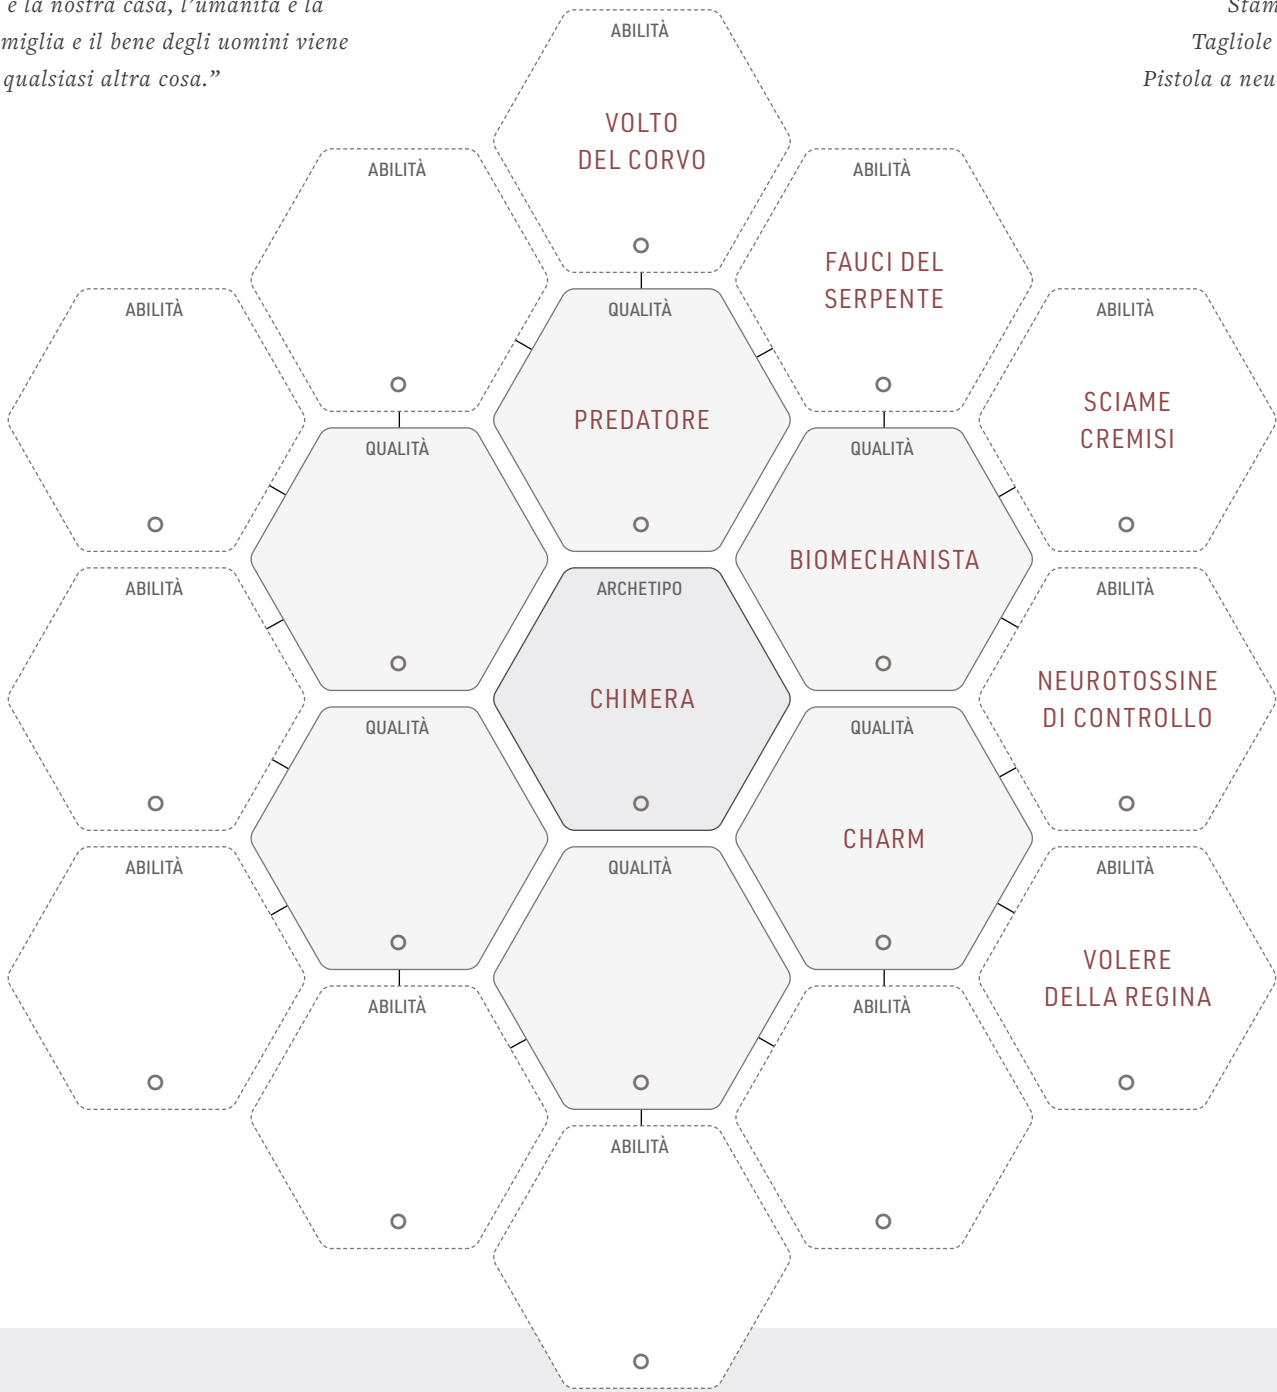 è la nostra casa, l’umanità è la
miglia e il bene degli uomini viene
qualsiasi altra cosa.”
Tagliole
Pistola a
ABILITÀ
VOLTO
DEL CORVO
ABILITÀ
ABILITÀ
FAUCI DEL
SERPENTE
ABILITÀ
QUALITÀ
PREDATORE
ABILITÀ
SCIAME
CREMISI
QUALITÀ
QUALITÀ
BIOMECHANISTA
ABILITÀ
ARCHETIPO
CHIMERA
ABILITÀ
NEUROTOSSINE
DI CONTROLLO
QUALITÀ
QUALITÀ
CHARM
ABILITÀ
QUALITÀ
ABILITÀ
VOLERE
DELLA REGINA
ABILITÀ
ABILITÀ
ABILITÀ